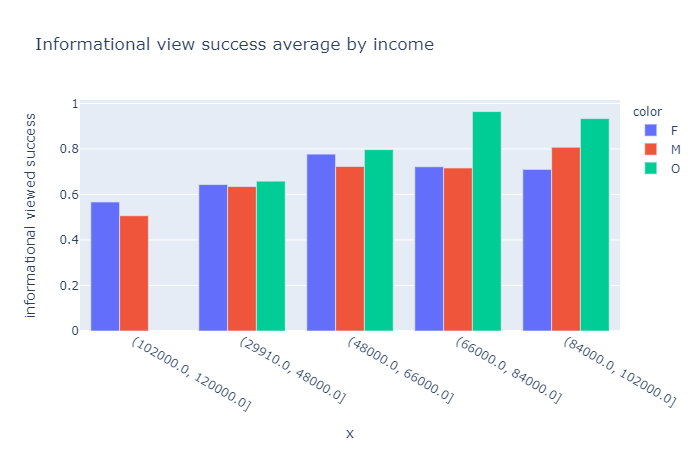 Informational view success average by income
informational viewed success
1
0.8
0.6
0.4
0.2
0
(102000.0, 120000.0]
(29910.0, 48000.0]
(48000.0, 66000.0]
(66000.0, 84000.0]
(84000.0, 102000.0]
x
color
F
M
O